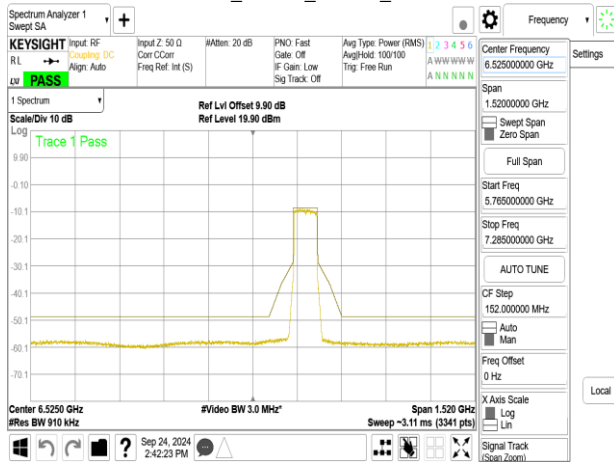 Spectrum Analyzer 1
Swept SA
Frequency
KEYSIGHT
RL
LXI
PASS
Input: RF
Coupling: DC
Align: Auto
Input Z: 50 Ω
Corr CCorr
Freq Ref: Int (S)
#Atten: 20 dB
PNO: Fast
Gate: Off
IF Gain: Low
Sig Track: Off
Avg Type: Power (RMS)
Avg|Hold: 100/100
Trig: Free Run
1 2 3 4 5 6
A W W W W W
A N N N N N
Settings
1 Spectrum
Scale/Div 10 dB
Ref Lvl Offset 9.90 dB
Ref Level 19.90 dBm
Log
Trace 1 Pass
9.90
-0.10
-10.1
-20.1
-30.1
-40.1
-50.1
-60.1
-70.1
Center 6.5250 GHz
#Res BW 910 kHz
#Video BW 3.0 MHz*
Span 1.520 GHz
Sweep ~3.11 ms (3341 pts)
Sep 24, 2024
2:42:23 PM
Center Frequency
6.525000000 GHz
Span
1.52000000 GHz
Swept Span
Zero Span
Full Span
Start Freq
5.765000000 GHz
Stop Freq
7.285000000 GHz
AUTO TUNE
CF Step
152.000000 MHz
Auto
Man
Freq Offset
0 Hz
X Axis Scale
Log
Lin
Signal Track
(Span Zoom)
Local